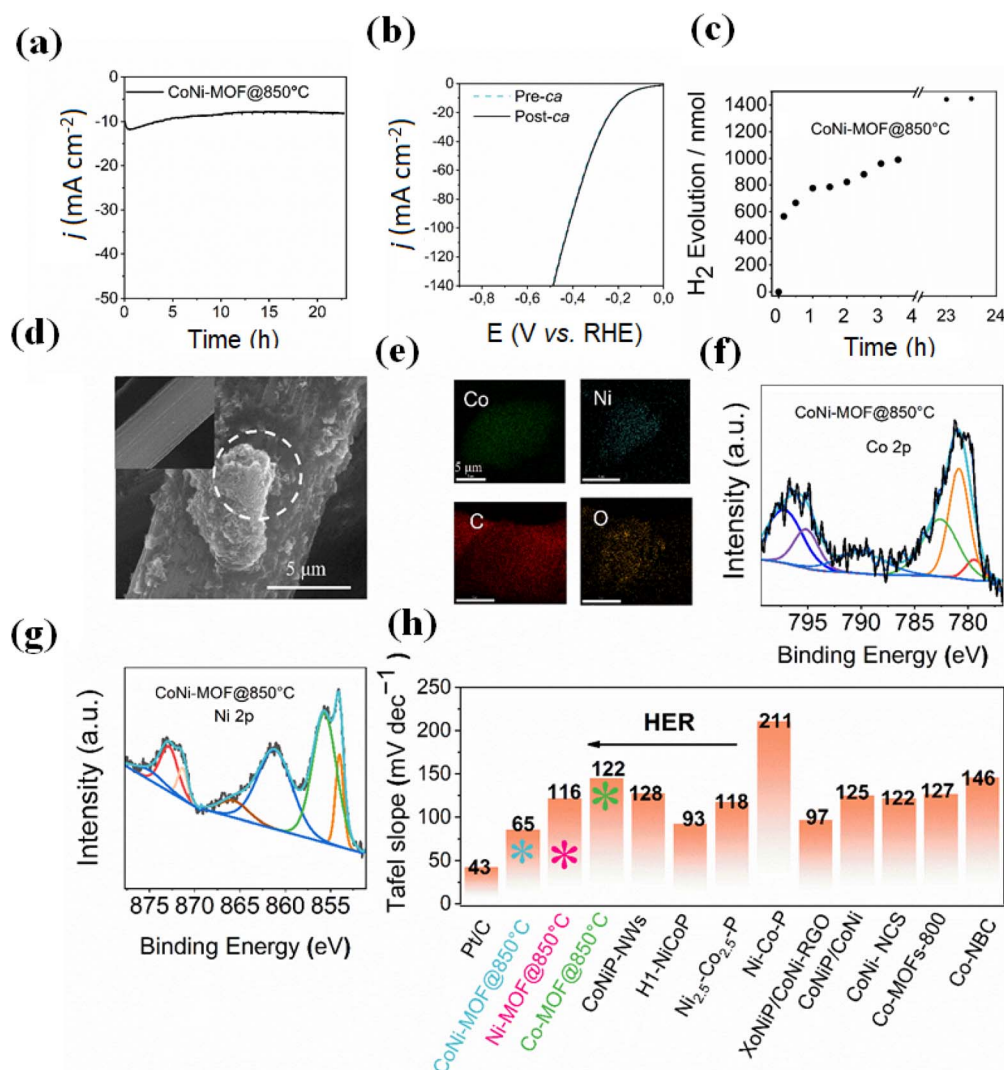 (a)
0
-10
-20
-30
-40
-50
CoNi-MOF@850°C
j (mA cm⁻²)
0 5 10 15 20
Time (h)
(b)
0
-20
-40
-60
-80
-100
-120
-140
Pre-ca
Post-ca
j (mA cm⁻²)
-0,8 -0,6 -0,4 -0,2 0,0
E (V vs. RHE)
(c)
1400
1200
1000
800
600
400
200
0
CoNi-MOF@850°C
H₂ Evolution / nmol
0 1 2 3 4 23 24
Time (h)
(d)
5 μm
(e)
Co
5 μm
Ni
C
O
(f)
CoNi-MOF@850°C
Co 2p
Intensity (a.u.)
795 790 785 780
Binding Energy (eV)
(g)
CoNi-MOF@850°C
Ni 2p
Intensity (a.u.)
875 870 865 860 855
Binding Energy (eV)
(h)
Tafel slope (mV dec⁻¹)
250
200
150
100
50
0
HER
43
65
116
122
128
93
118
211
97
125
122
127
146
Pt/C
CoNi-MOF@850°C
Ni-MOF@850°C
Co-MOF@850°C
CoNiP-NWs
H1-NiCoP
Ni₂.₅-Co₂.₅-P
Ni-Co-P
XoNiP/CoNi-RGO
CoNiP/CoNi
CoNi- NCS
Co-MOFs-800
Co-NBC